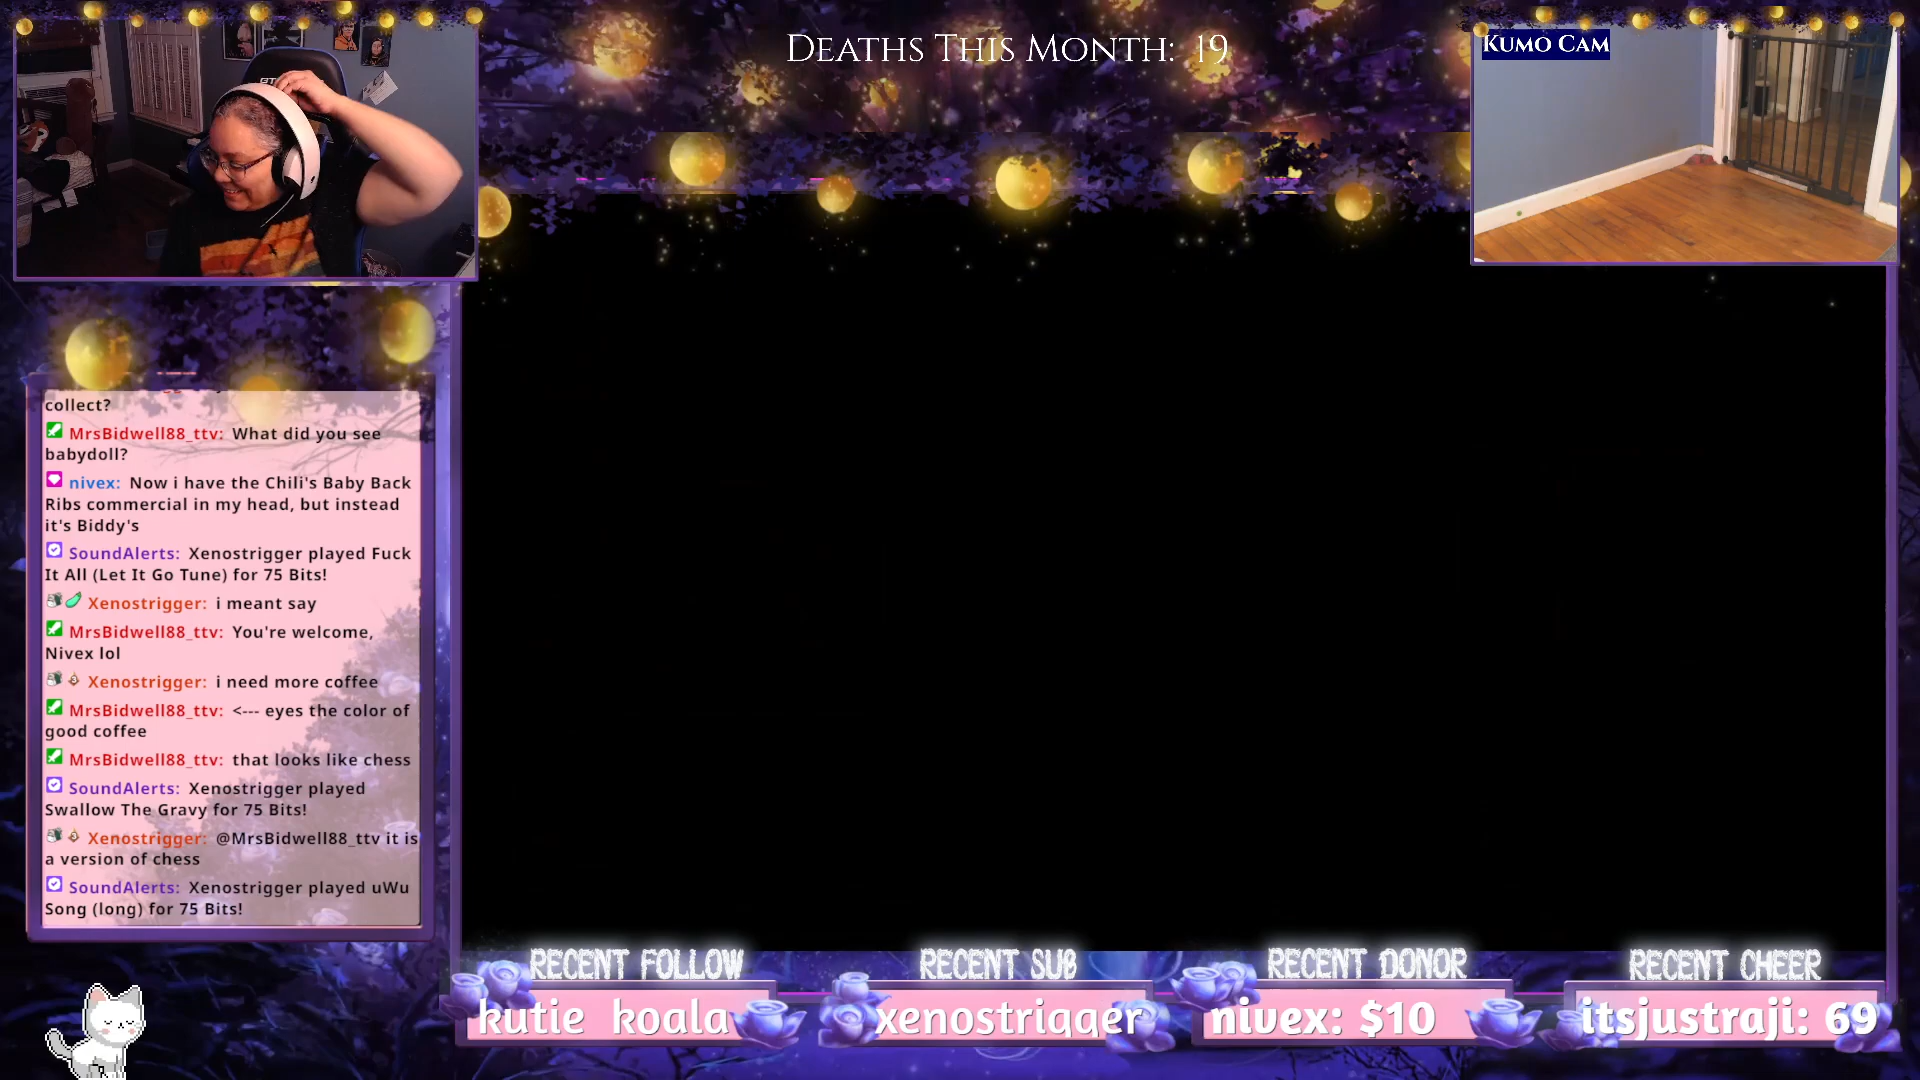 Deaths This Month: 19
Kumo Cam
collect?
MrsBidwell88_ttv: What did you see
babydoll?
nivex: Now i have the Chili's Baby Back
Ribs commercial in my head, but instead
it's Biddy's
SoundAlerts: Xenostrigger played Fuck
It All (Let It Go Tune) for 75 Bits!
Xenostrigger: i meant say
MrsBidwell88_ttv: You're welcome,
Nivex lol
Xenostrigger: i need more coffee
MrsBidwell88_ttv: <--- eyes the color of
good coffee
MrsBidwell88_ttv: that looks like chess
SoundAlerts: Xenostrigger played
Swallow The Gravy for 75 Bits!
Xenostrigger: @MrsBidwell88_ttv it is
a version of chess
SoundAlerts: Xenostrigger played uWu
Song (long) for 75 Bits!
RECENT FOLLOW
kutie koala
RECENT SUB
xenostrigger
RECENT DONOR
nivex: $10
RECENT CHEER
itsjustraji: 69